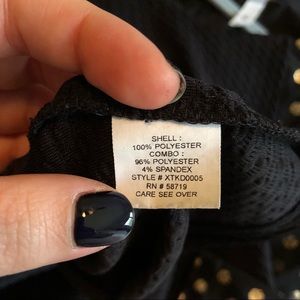 SHELL :
100% POLYESTER
COMBO :
96% POLYESTER
4% SPANDEX
STYLE # XTKD0005
RN # 58719
CARE SEE OVER